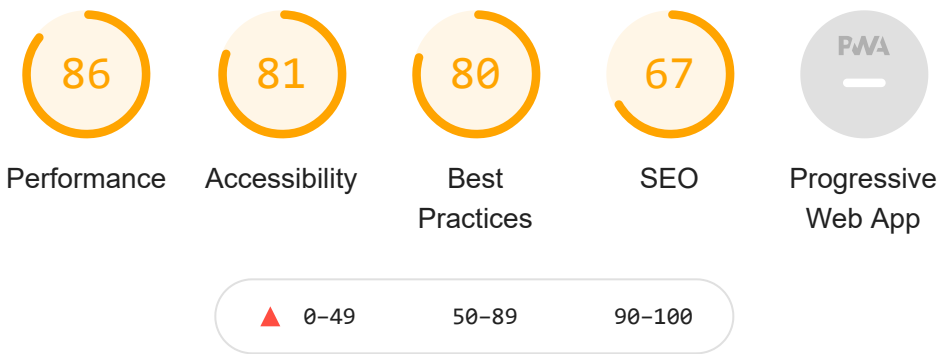 86
81
80
67
PWA
Performance
Accessibility
Best
Practices
SEO
Progressive
Web App
0–49
50–89
90–100